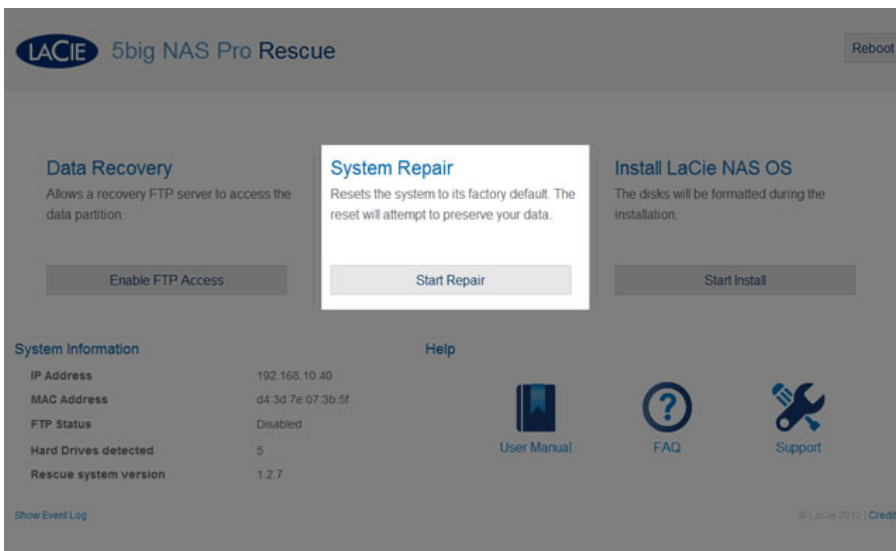 LACIE 5big NAS Pro Rescue
Reboot
Data Recovery
Allows a recovery FTP server to access the
data partition.
Enable FTP Access
System Repair
Resets the system to its factory default. The
reset will attempt to preserve your data.
Start Repair
Install LaCie NAS OS
The disks will be formatted during the
installation.
Start Install
System Information
IP Address 192.168.10.40
MAC Address d4:3d:7e:07:3b:5f
FTP Status Disabled
Hard Drives detected 5
Rescue system version 1.2.7
Help
User Manual
FAQ
Support
Show Event Log
© LaCie 2012 | Credit